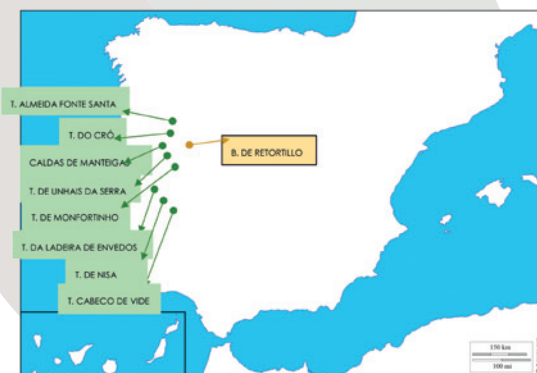 T. ALMEIDA FONTE SANTA
T. DO CRÓ
B. DE RETORTILLO
CALDAS DE MANTEIGAS
T. DE UNHAIS DA SERRA
T. DE MONFORTINHO
T. DA LADEIRA DE ENVEDOS
T. DE NISA
T. CABECO DE VIDE
150 km
100 mi